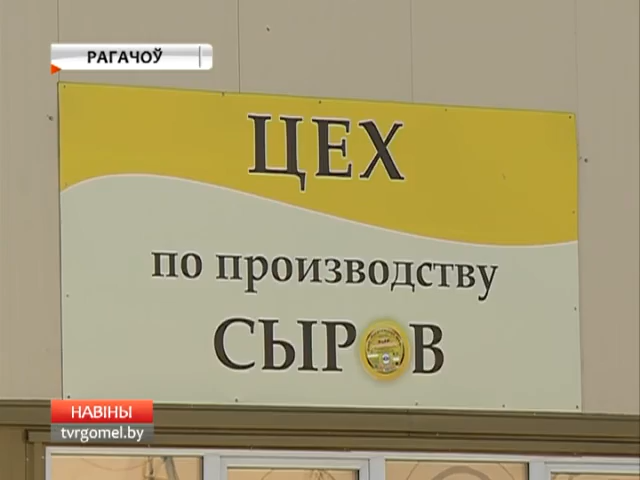 РАГАЧОЎ
ЦЕХ
по производству
СЫРОВ
НАВІНЫ
tvrgomel.by